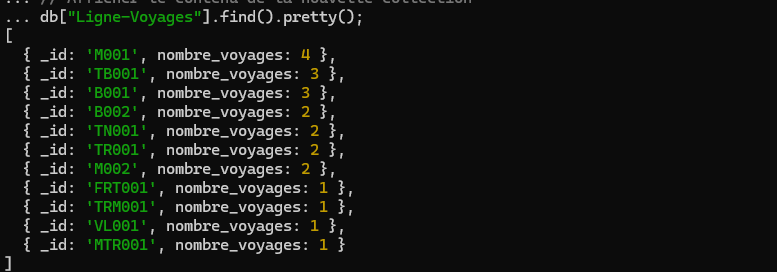 ... // Afficher le contenu de la nouvelle collection
... db["Ligne-Voyages"].find().pretty();
[
  { _id: 'M001', nombre_voyages: 4 },
  { _id: 'TB001', nombre_voyages: 3 },
  { _id: 'B001', nombre_voyages: 3 },
  { _id: 'B002', nombre_voyages: 2 },
  { _id: 'TN001', nombre_voyages: 2 },
  { _id: 'TR001', nombre_voyages: 2 },
  { _id: 'M002', nombre_voyages: 2 },
  { _id: 'FRT001', nombre_voyages: 1 },
  { _id: 'TRM001', nombre_voyages: 1 },
  { _id: 'VL001', nombre_voyages: 1 },
  { _id: 'MTR001', nombre_voyages: 1 }
]